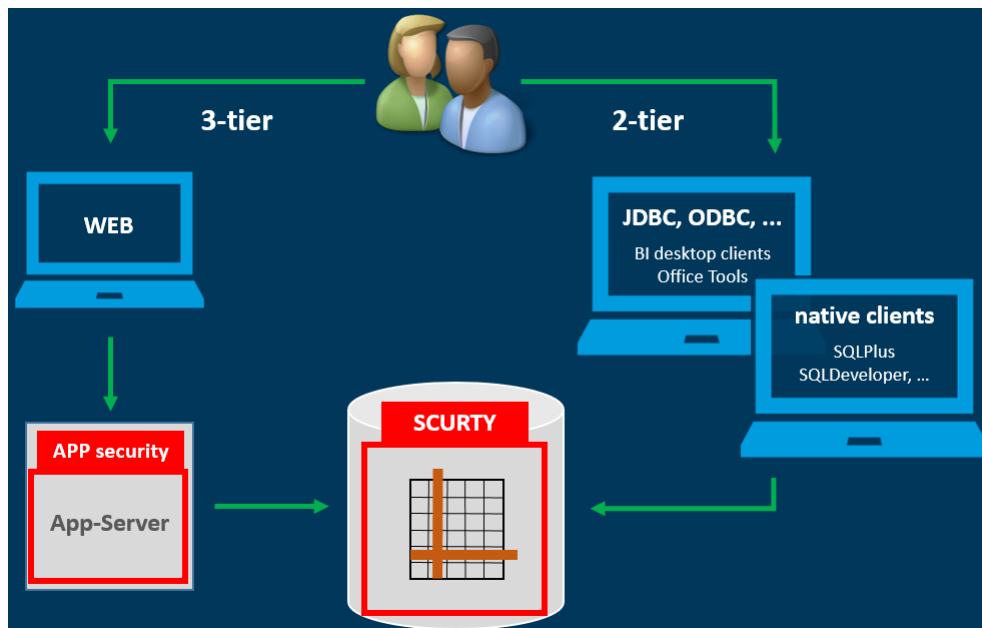 3-tier
2-tier
WEB
JDBC, ODBC, ...
BI desktop clients
Office Tools
native clients
SQLPlus
SQLDeveloper, ...
APP security
App-Server
SCURTY